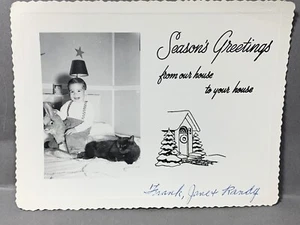 Season's Greetings
from our house
to your house
Frank, Jane & Randy